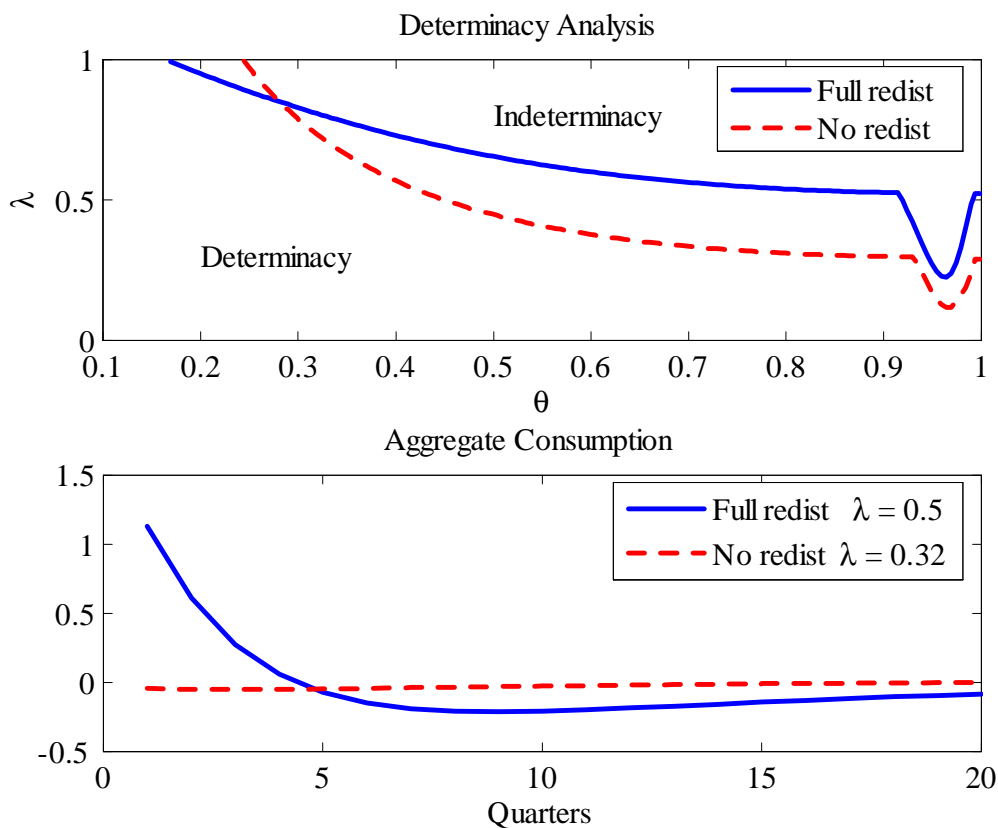 Determinacy Analysis
1
Full redist
No redist
Indeterminacy
λ
0.5
Determinacy
0
0.1 0.2 0.3 0.4 0.5 0.6 0.7 0.8 0.9 1
θ
Aggregate Consumption
1.5
Full redist λ = 0.5
1
No redist λ = 0.32
0.5
0
-0.5
0 5 10 15 20
Quarters